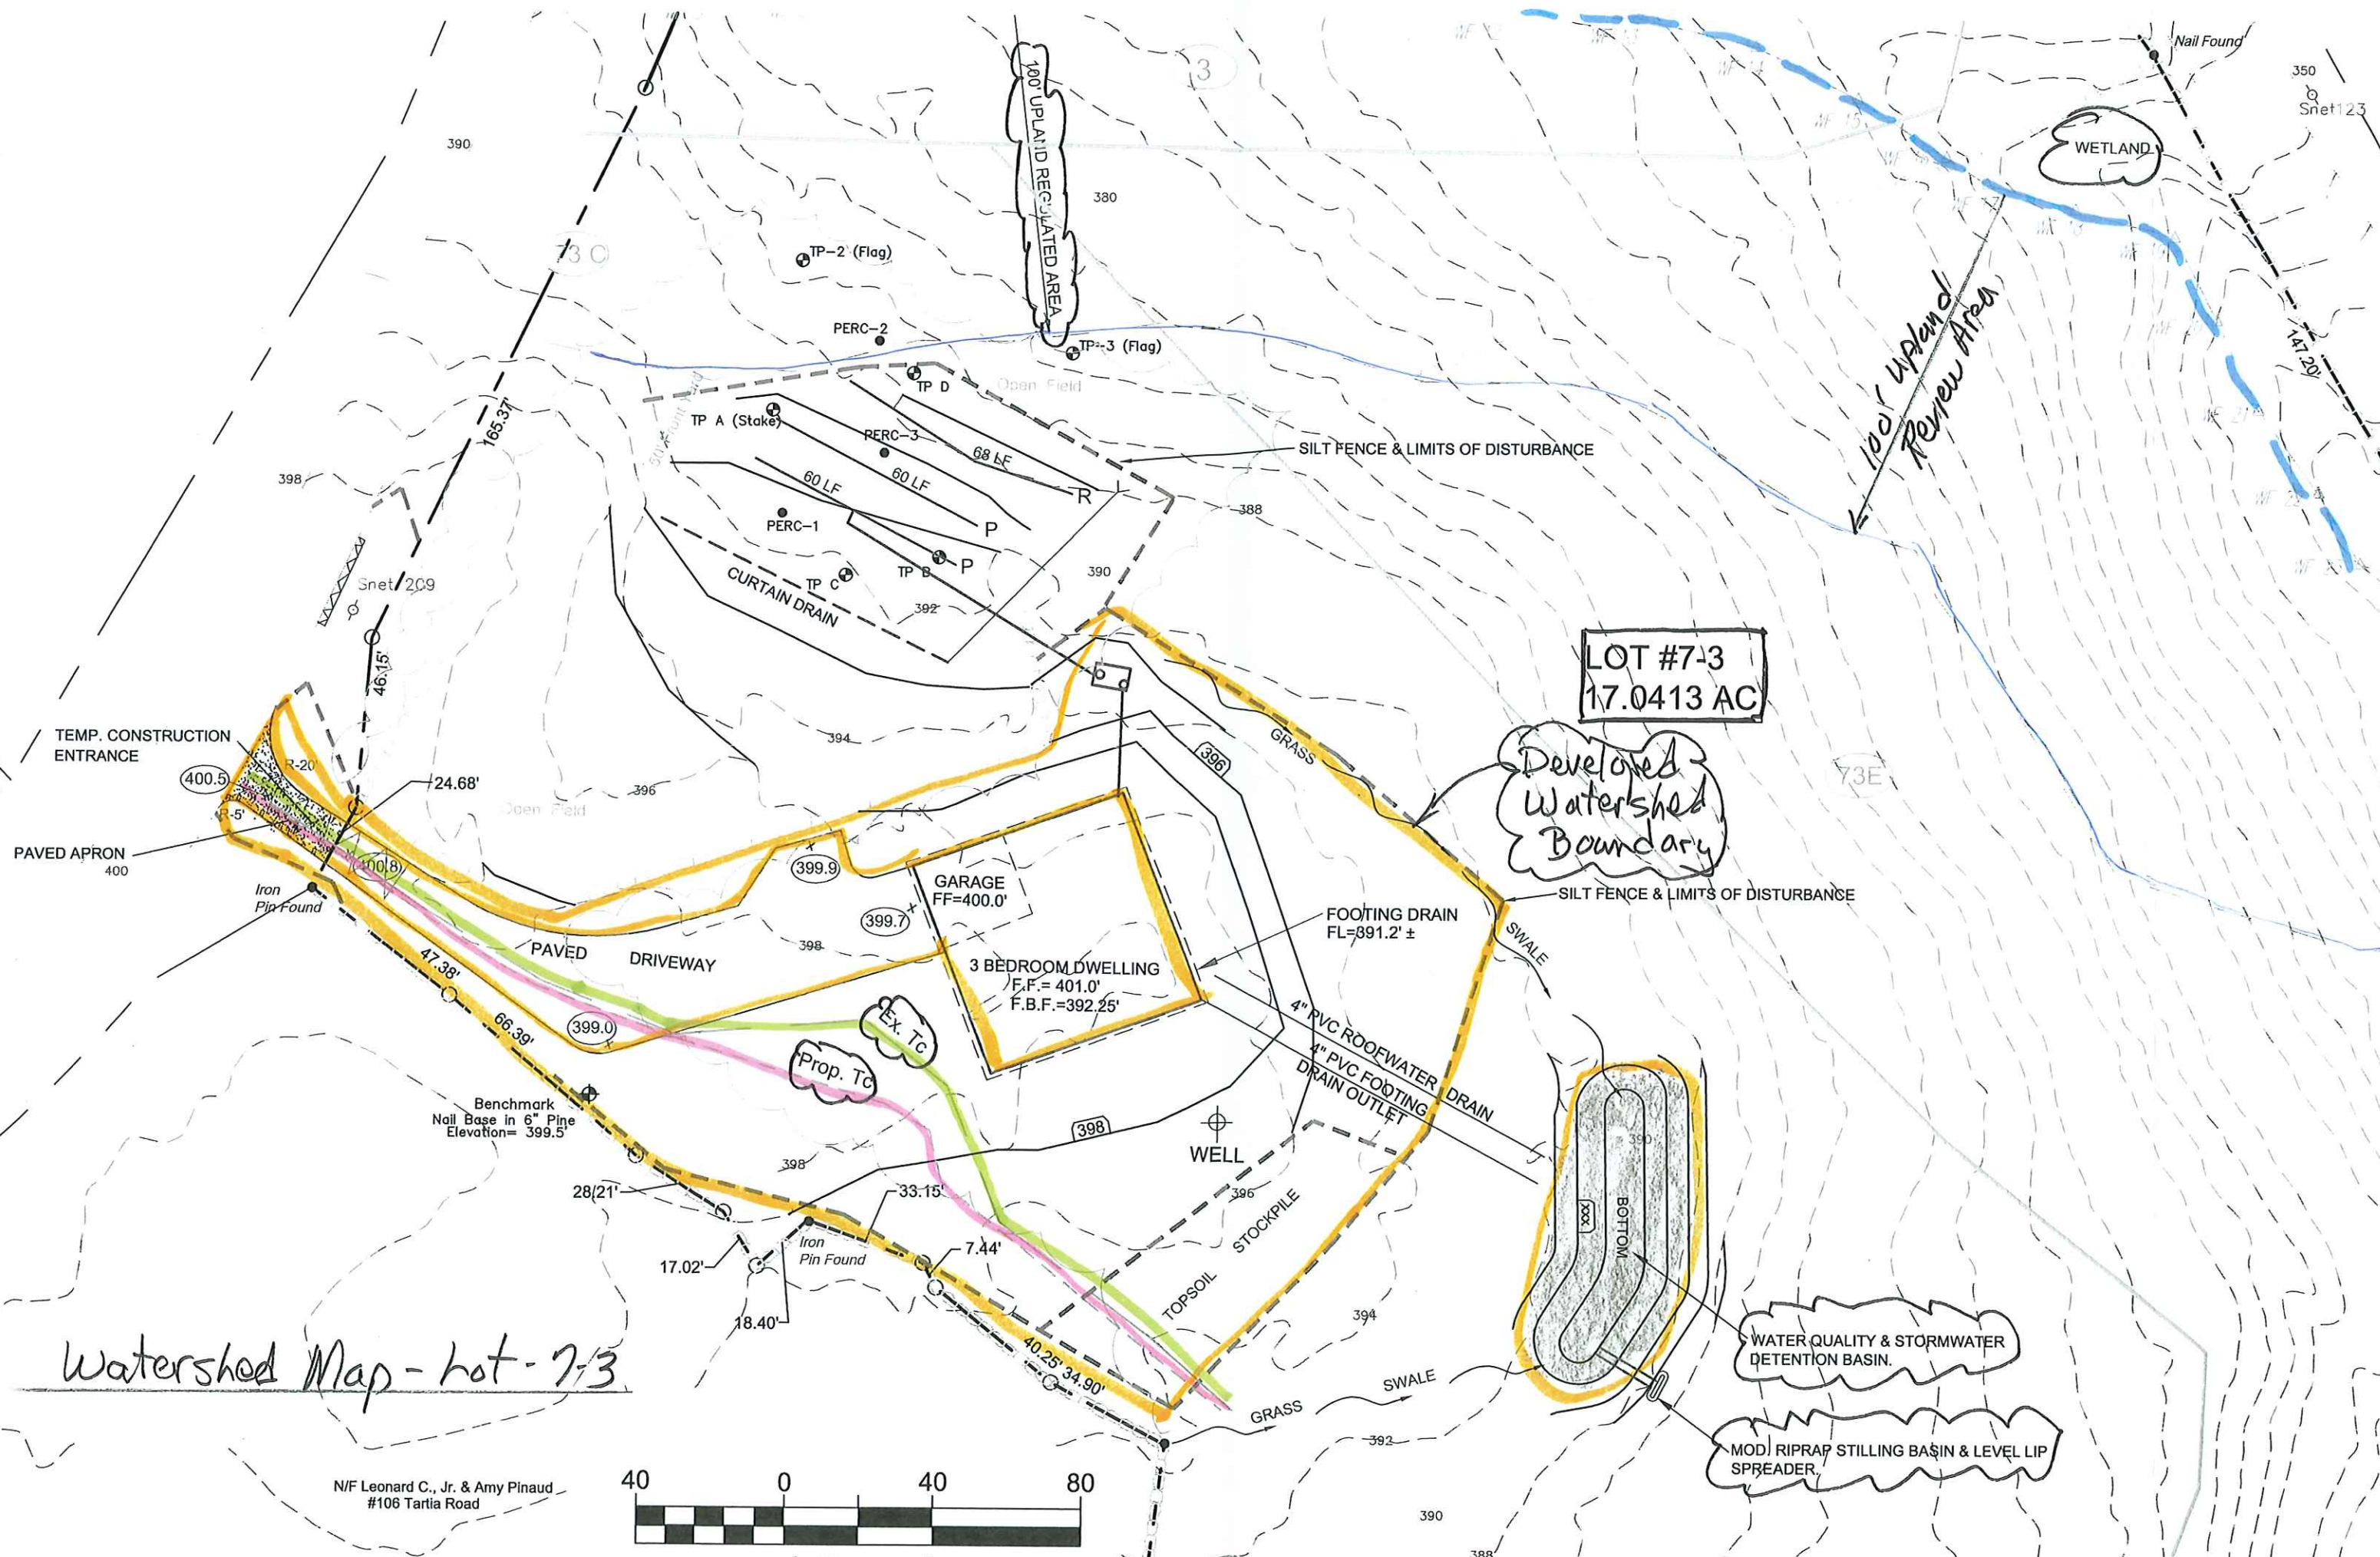 Nail Found
350
Snet123
3
WETLAND
390
100' UPLAND REGULATED AREA
380
73 C
TP-2 (Flag)
PERC-2
TP-3 (Flag)
147.20'
100' Upland
Review Area
TP D
Open Field
TP A (Stake)
165.37'
PERC-3
68 LF
SILT FENCE & LIMITS OF DISTURBANCE
398
60 LF
60 LF
R
388
PERC-1
P
P
TP B
TP C
390
CURTAIN DRAIN
392
Snet 209
46.15'
LOT #7-3
17.0413 AC
TEMP. CONSTRUCTION
ENTRANCE
R-20'
400.5
24.68'
394
396
GRASS
Developed
Watershed
Boundary
73E
396
Open Field
R-5'
PAVED APRON
400
400.8
399.9
GARAGE
FF=400.0'
Iron
Pin Found
399.7
SILT FENCE & LIMITS OF DISTURBANCE
FOOTING DRAIN
FL=391.2' ±
SWALE
PAVED DRIVEWAY
398
47.38'
3 BEDROOM DWELLING
F.F.= 401.0'
F.B.F.=392.25'
66.39'
399.0
Ex. Tc
Prop. Tc
4" PVC ROOFWATER DRAIN
4" PVC FOOTING
DRAIN OUTLET
Benchmark
Nail Base in 6" Pine
Elevation= 399.5'
398
390
WELL
398
28.21'
33.15'
396
XXX
BOTTOM
TOPSOIL STOCKPILE
Iron
Pin Found
7.44'
17.02'
18.40'
394
40.25'
34.90'
WATER QUALITY & STORMWATER
DETENTION BASIN.
Watershed Map - Lot - 7-3
GRASS SWALE
392
MOD. RIPRAP STILLING BASIN & LEVEL LIP
SPREADER.
N/F Leonard C., Jr. & Amy Pinaud
#106 Tartia Road
40 0 40 80
390
388